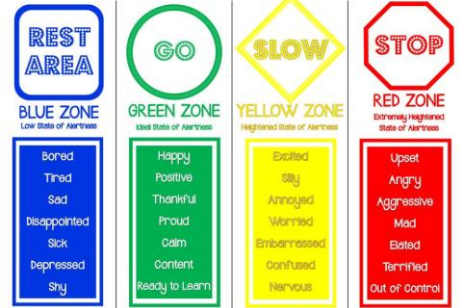 REST
AREA
BLUE ZONE
Low State of Alertness
Bored
Tired
Sad
Disappointed
Sick
Depressed
Shy
GO
GREEN ZONE
Ideal State of Alertness
Happy
Positive
Thankful
Proud
Calm
Content
Ready to Learn
SLOW
YELLOW ZONE
Heightened State of Alertness
Excited
Silly
Annoyed
Worried
Embarrassed
Confused
Nervous
STOP
RED ZONE
Extremely Heightened
State of Alertness
Upset
Angry
Aggressive
Mad
Elated
Terrified
Out of Control